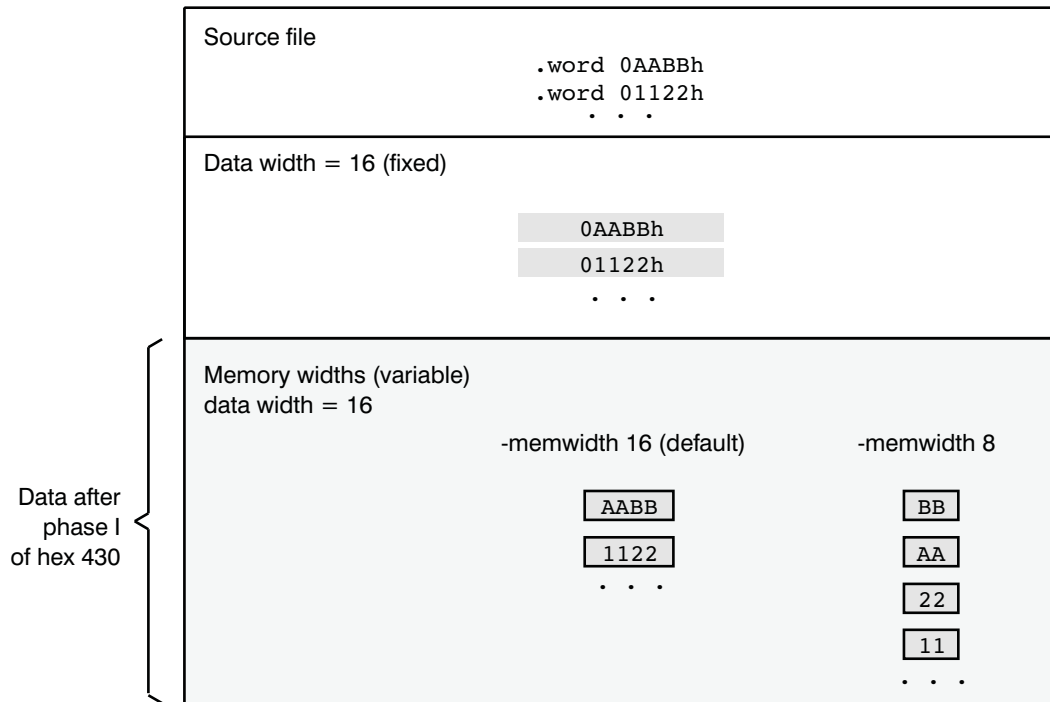 Source file
.word 0AABBh
.word 01122h
. . .
Data width = 16 (fixed)
0AABBh
01122h
. . .
Memory widths (variable)
data width = 16
-memwidth 16 (default)
-memwidth 8
Data after
phase I
of hex 430
AABB
1122
. . .
BB
AA
22
11
. . .